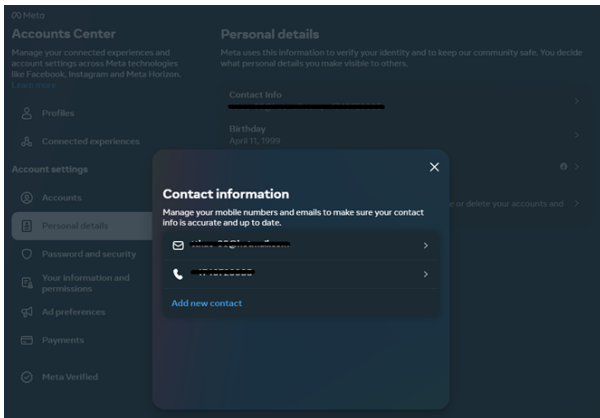 Meta
Accounts Center
Manage your connected experiences and
account settings across Meta technologies
like Facebook, Instagram and Meta Horizon.
Learn more
Profiles
Connected experiences
Account settings
Accounts
Personal details
Password and security
Your information and
permissions
Ad preferences
Payments
Meta Verified
Personal details
Meta uses this information to verify your identity and to keep our community safe. You decide
what personal details you make visible to others.
Contact info
Birthday
April 11, 1999
or delete your accounts and
Contact information
Manage your mobile numbers and emails to make sure your contact
info is accurate and up to date.
Add new contact